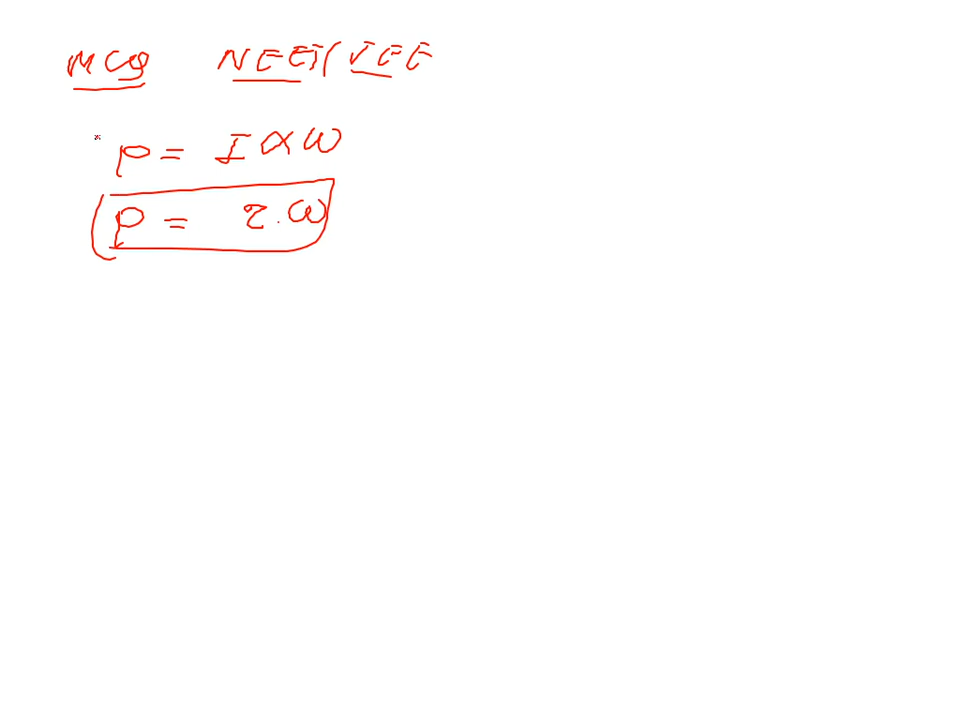 MCQ NEET/JEE
P = I α ω
P = τ . ω